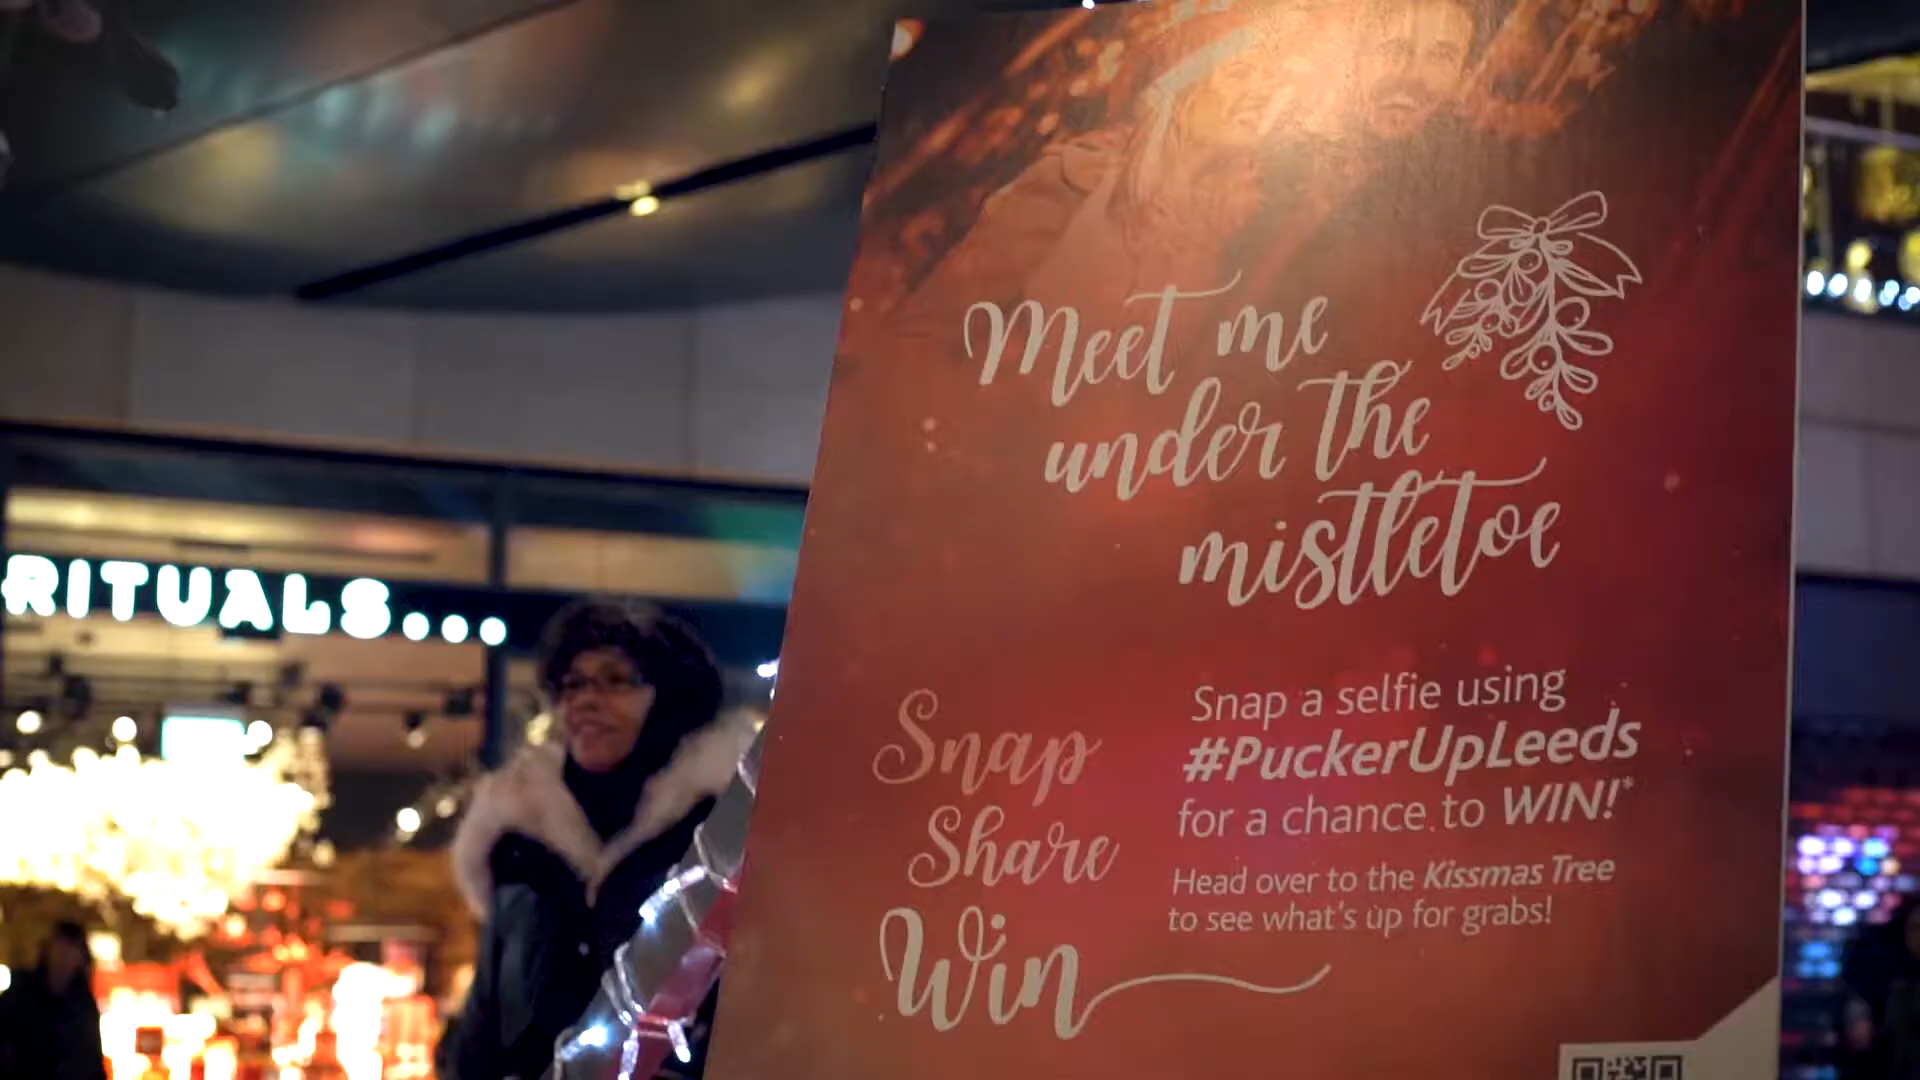 RITUALS...
Meet me
under the
mistletoe
Snap
Share
Win
Snap a selfie using
#PuckerUpLeeds
for a chance to WIN!*
Head over to the Kissmas Tree
to see what's up for grabs!